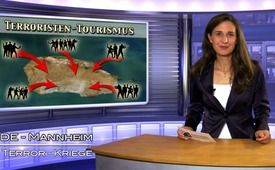 Terroristen-Tourismus
DE - Mannheim
Terror - Kriege